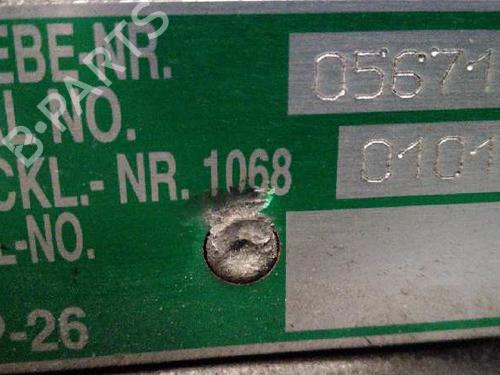 EBE-NR. 05671
L-NO.
CKL.- NR. 1068 0101
L-NO.
P-26
B-PARTS